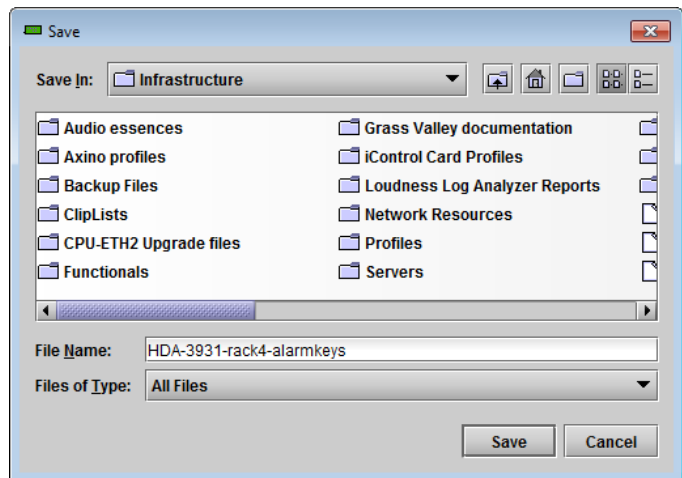 Save
Save In: Infrastructure
Audio essences
Axino profiles
Backup Files
ClipLists
CPU-ETH2 Upgrade files
Functionals
Grass Valley documentation
iControl Card Profiles
Loudness Log Analyzer Reports
Network Resources
Profiles
Servers
File Name: HDA-3931-rack4-alarmkeys
Files of Type: All Files
Save Cancel